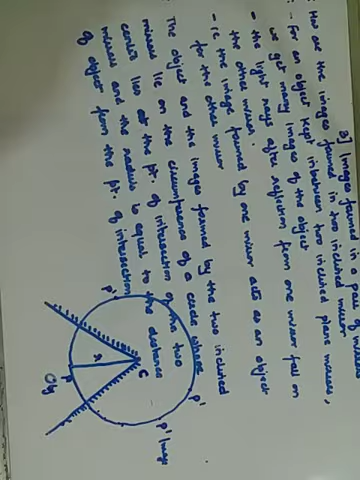 3] Images formed in a pair of mirrors
: How are the images formed in two inclined mirror
:- for an object kept inbetween two inclined plane mirrors,
we get many images of the object
- the light rays after reflection from one mirror fall on
the other mirror.
- ie the image formed by one mirror acts as an object
for the other mirror
The object and the images formed by the two inclined
mirror lie on the circumference of a circle whose
center lies at the pt. of intersection of the two
mirrors and the radius is equal to the distance
of object from the pt. of intersection
P'
P'
P' Image
C
r
P
Obj